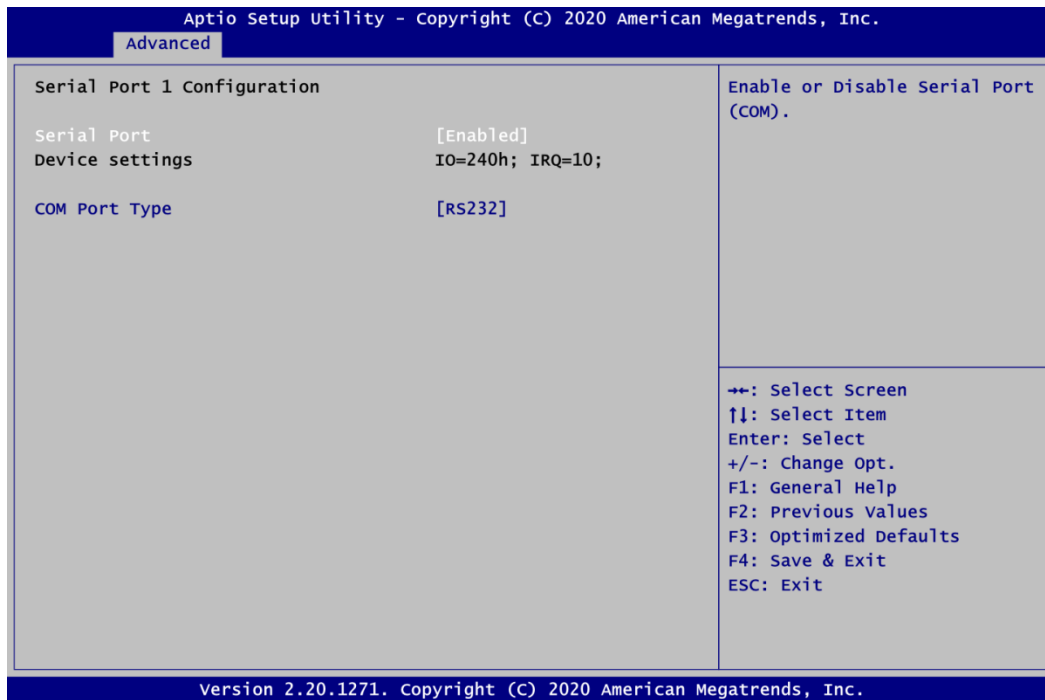 Aptio Setup Utility – Copyright (C) 2020 American Megatrends, Inc.
Advanced
Serial Port 1 Configuration
Serial Port [Enabled]
Device settings IO=240h; IRQ=10;
COM Port Type [RS232]
Enable or Disable Serial Port
(COM).
→←: Select Screen
↑↓: Select Item
Enter: Select
+/-: Change Opt.
F1: General Help
F2: Previous Values
F3: Optimized Defaults
F4: Save & Exit
ESC: Exit
Version 2.20.1271. Copyright (C) 2020 American Megatrends, Inc.